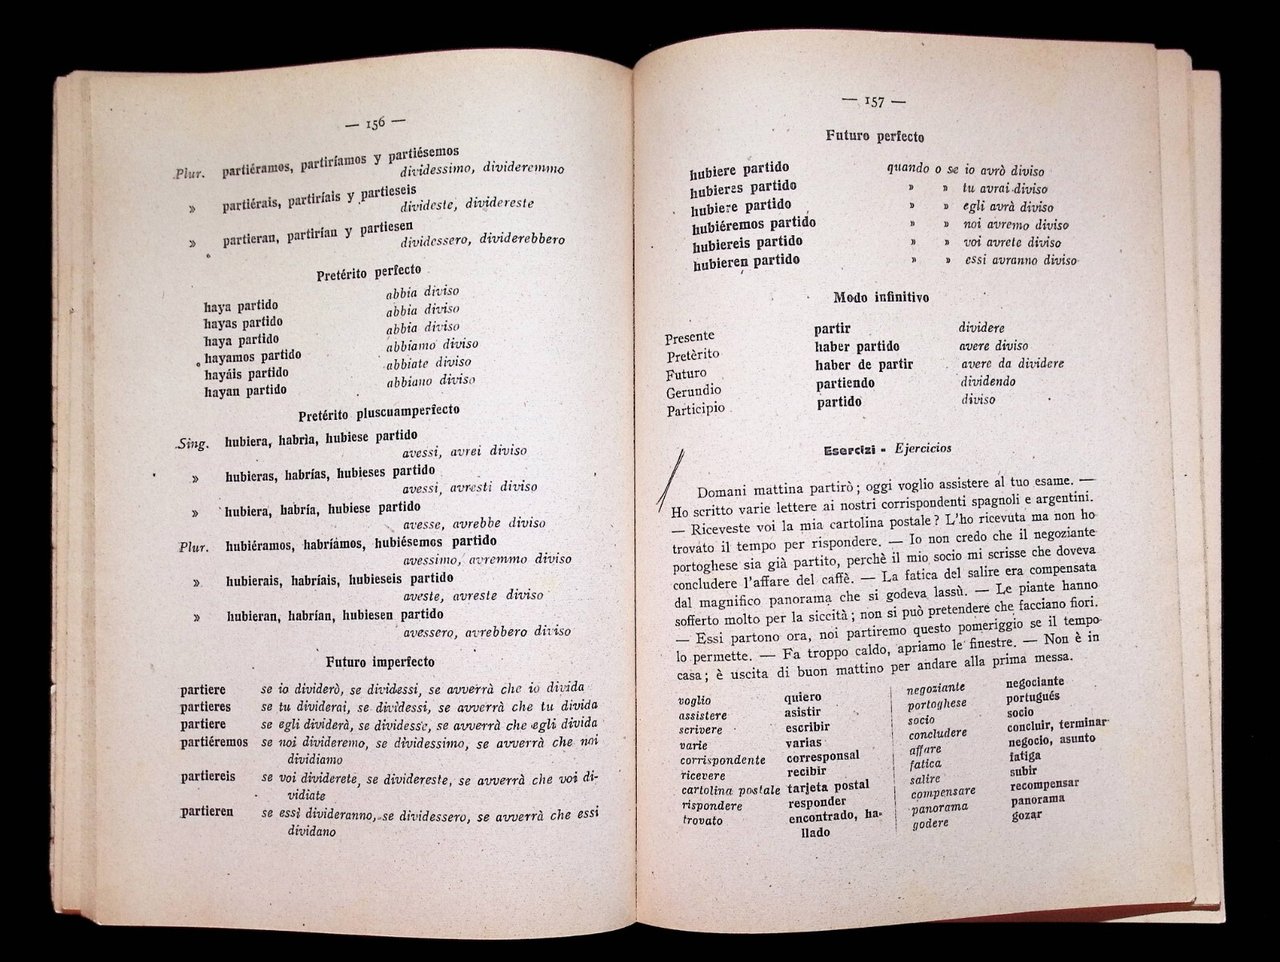 — 156 —
Plur. partiéramos, partiríamos y partiésemos
dividessimo, divideremmo
» partiérais, partiríais y partieseis
divideste, dividereste
» partieran, partirían y partiesen
dividessero, dividerebbero
Pretérito perfecto
haya partido abbia diviso
hayas partido abbia diviso
haya partido abbia diviso
hayamos partido abbiamo diviso
hayáis partido abbiate diviso
hayan partido abbiano diviso
Pretérito pluscuamperfecto
Sing. hubiera, habrìa, hubiese partido
avessi, avrei diviso
» hubieras, habrías, hubieses partido
avessi, avresti diviso
» hubiera, habría, hubiese partido
avesse, avrebbe diviso
Plur. hubiéramos, habríamos, hubiésemos partido
avessimo, avremmo diviso
» hubierais, habríais, hubieseis partido
aveste, avreste diviso
» hubieran, habrían, hubiesen partido
avessero, avrebbero diviso
Futuro imperfecto
partiere se io dividerò, se dividessi, se avverrà che io divida
partieres se tu dividerai, se dividessi, se avverrà che tu divida
partiere se egli dividerà, se dividesse, se avverrà che egli divida
partiéremos se noi divideremo, se dividessimo, se avverrà che noi
dividiamo
partiereis se voi dividerete, se dividereste, se avverrà che voi di-
vidiate
partieren se essi divideranno, se dividessero, se avverrà che essi
dividano
— 157 —
Futuro perfecto
hubiere partido quando o se io avrò diviso
hubieres partido » » tu avrai diviso
hubiere partido » » egli avrà diviso
hubiéremos partido » » noi avremo diviso
hubiereis partido » » voi avrete diviso
hubieren partido » » essi avranno diviso
Modo infinitivo
Presente partir dividere
Pretèrito haber partido avere diviso
Futuro haber de partir avere da dividere
Gerundio partiendo dividendo
Participio partido diviso
Esercizi - Ejercicios
Domani mattina partirò; oggi voglio assistere al tuo esame. —
Ho scritto varie lettere ai nostri corrispondenti spagnoli e argentini.
— Riceveste voi la mia cartolina postale? L'ho ricevuta ma non ho
trovato il tempo per rispondere. — Io non credo che il negoziante
portoghese sia già partito, perchè il mio socio mi scrisse che doveva
concludere l'affare del caffè. — La fatica del salire era compensata
dal magnifico panorama che si godeva lassù. — Le piante hanno
sofferto molto per la siccità; non si può pretendere che facciano fiori.
— Essi partono ora, noi partiremo questo pomeriggio se il tempo
lo permette. — Fa troppo caldo, apriamo le finestre. — Non è in
casa; è uscita di buon mattino per andare alla prima messa.
voglio quiero
assistere asistir
scrivere escribir
varie varias
corrispondente corresponsal
ricevere recibir
cartolina postale tarjeta postal
rispondere responder
trovato encontrado, ha-
llado
negoziante negociante
portoghese portugués
socio socio
concludere concluir, terminar
affare negocio, asunto
fatica fatiga
salire subir
compensare recompensar
panorama panorama
godere gozar